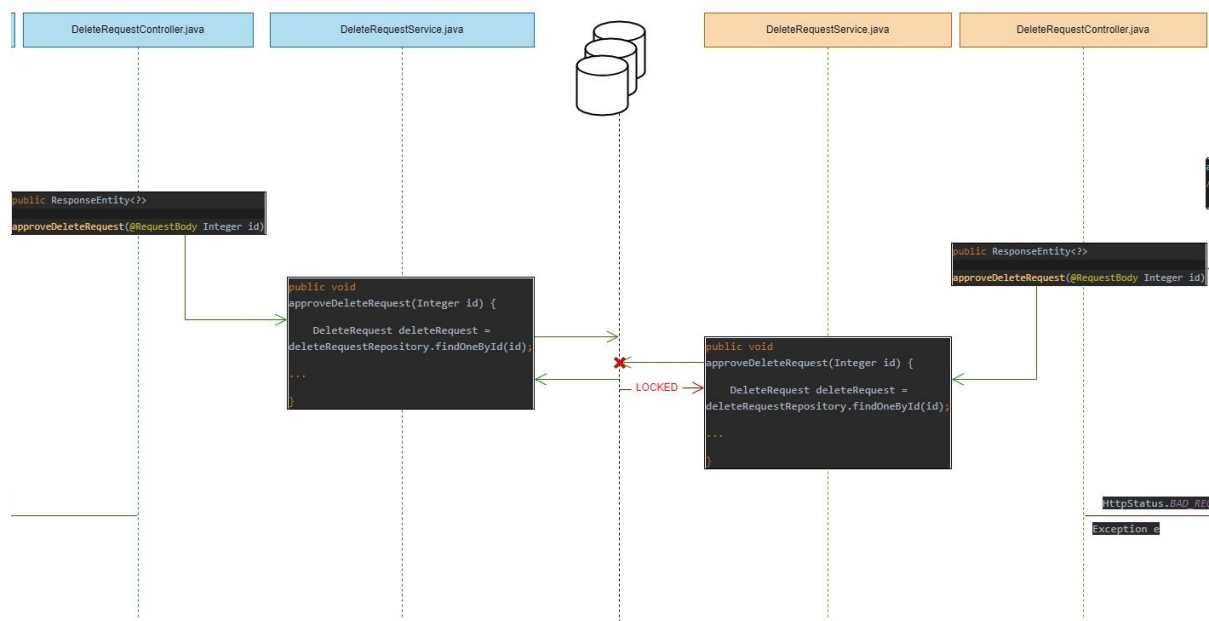 DeleteRequestController.java
DeleteRequestService.java
DeleteRequestService.java
DeleteRequestController.java
public ResponseEntity<?>
approveDeleteRequest(@RequestBody Integer id)
public void
approveDeleteRequest(Integer id) {
DeleteRequest deleteRequest =
deleteRequestRepository.findOneById(id);
...
}
LOCKED
public void
approveDeleteRequest(Integer id) {
DeleteRequest deleteRequest =
deleteRequestRepository.findOneById(id);
...
}
public ResponseEntity<?>
approveDeleteRequest(@RequestBody Integer id)
HttpStatus.BAD_
Exception e